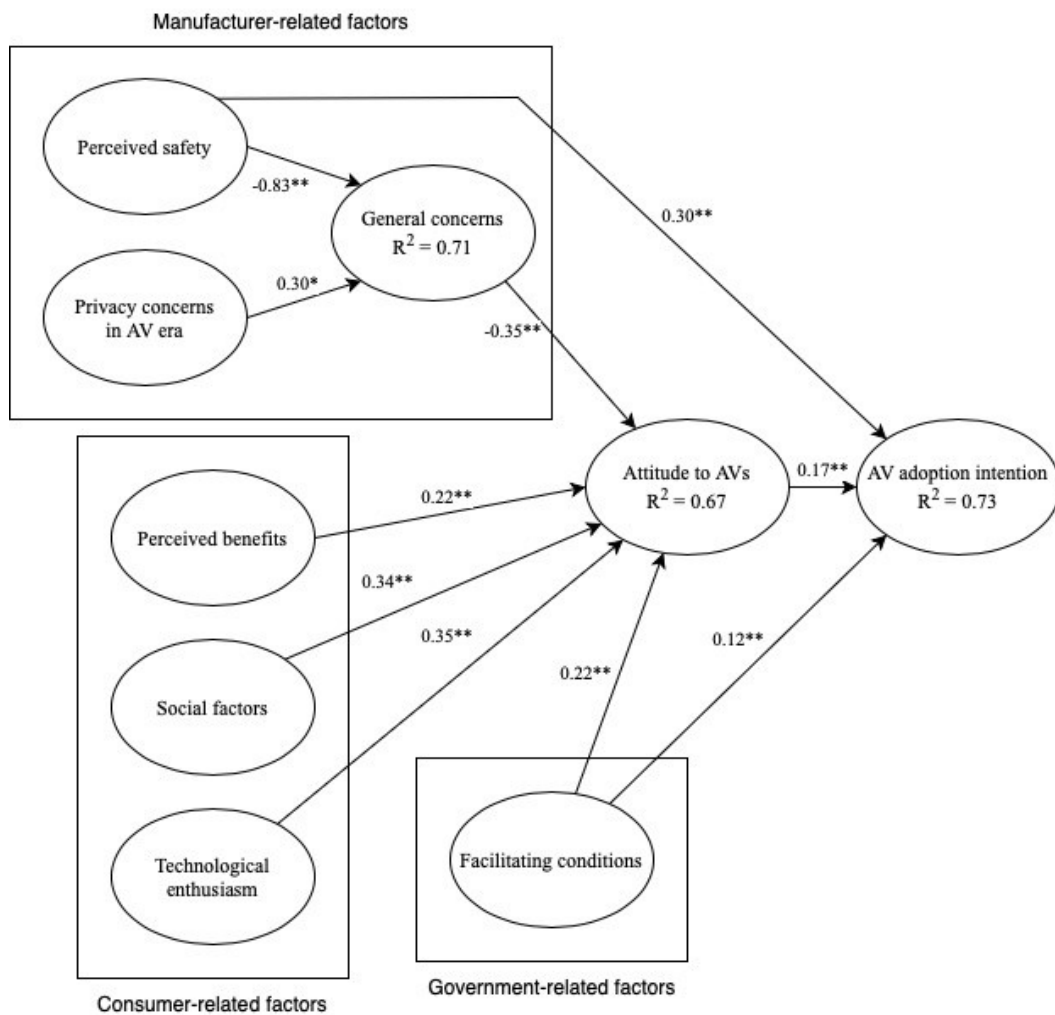 Manufacturer-related factors
Perceived safety
-0.83**
General concerns
R² = 0.71
0.30**
Privacy concerns
in AV era
0.30*
-0.35**
Perceived benefits
0.22**
Attitude to AVs
R² = 0.67
0.17**
AV adoption intention
R² = 0.73
0.34**
Social factors
0.35**
0.22**
0.12**
Technological
enthusiasm
Facilitating conditions
Government-related factors
Consumer-related factors